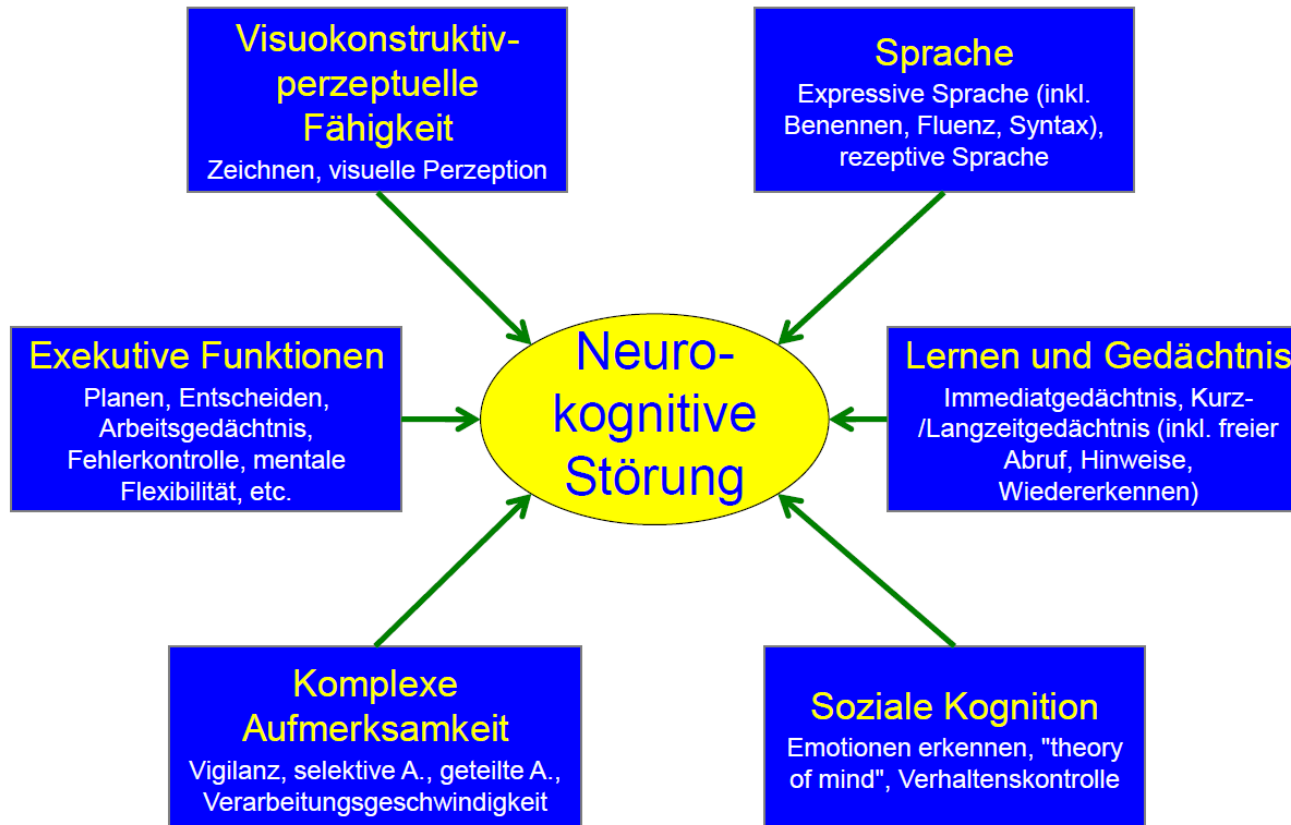 Visuokonstruktiv-
perzeptuelle
Fähigkeit
Zeichnen, visuelle Perzeption
Sprache
Expressive Sprache (inkl.
Benennen, Fluenz, Syntax),
rezeptive Sprache
Exekutive Funktionen
Planen, Entscheiden,
Arbeitsgedächtnis,
Fehlerkontrolle, mentale
Flexibilität, etc.
Neuro-
kognitive
Störung
Lernen und Gedächtnis
Immediatgedächtnis, Kurz-
/Langzeitgedächtnis (inkl. freier
Abruf, Hinweise,
Wiedererkennen)
Komplexe
Aufmerksamkeit
Vigilanz, selektive A., geteilte A.,
Verarbeitungsgeschwindigkeit
Soziale Kognition
Emotionen erkennen, "theory
of mind", Verhaltenskontrolle